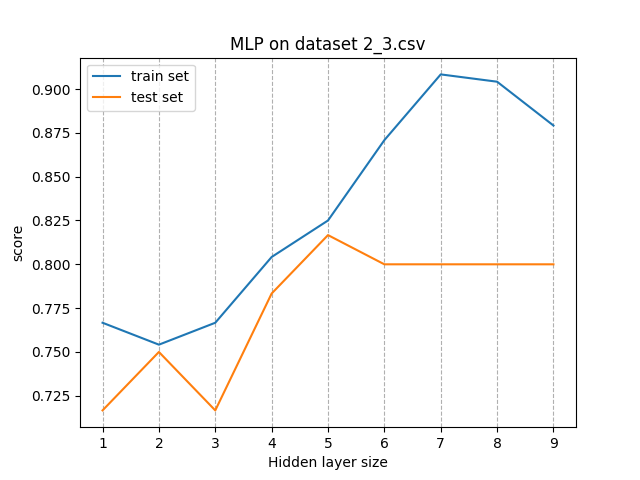 MLP on dataset 2_3.csv
train set
test set
0.900
0.875
0.850
0.825
0.800
0.775
0.750
0.725
score
1 2 3 4 5 6 7 8 9
Hidden layer size